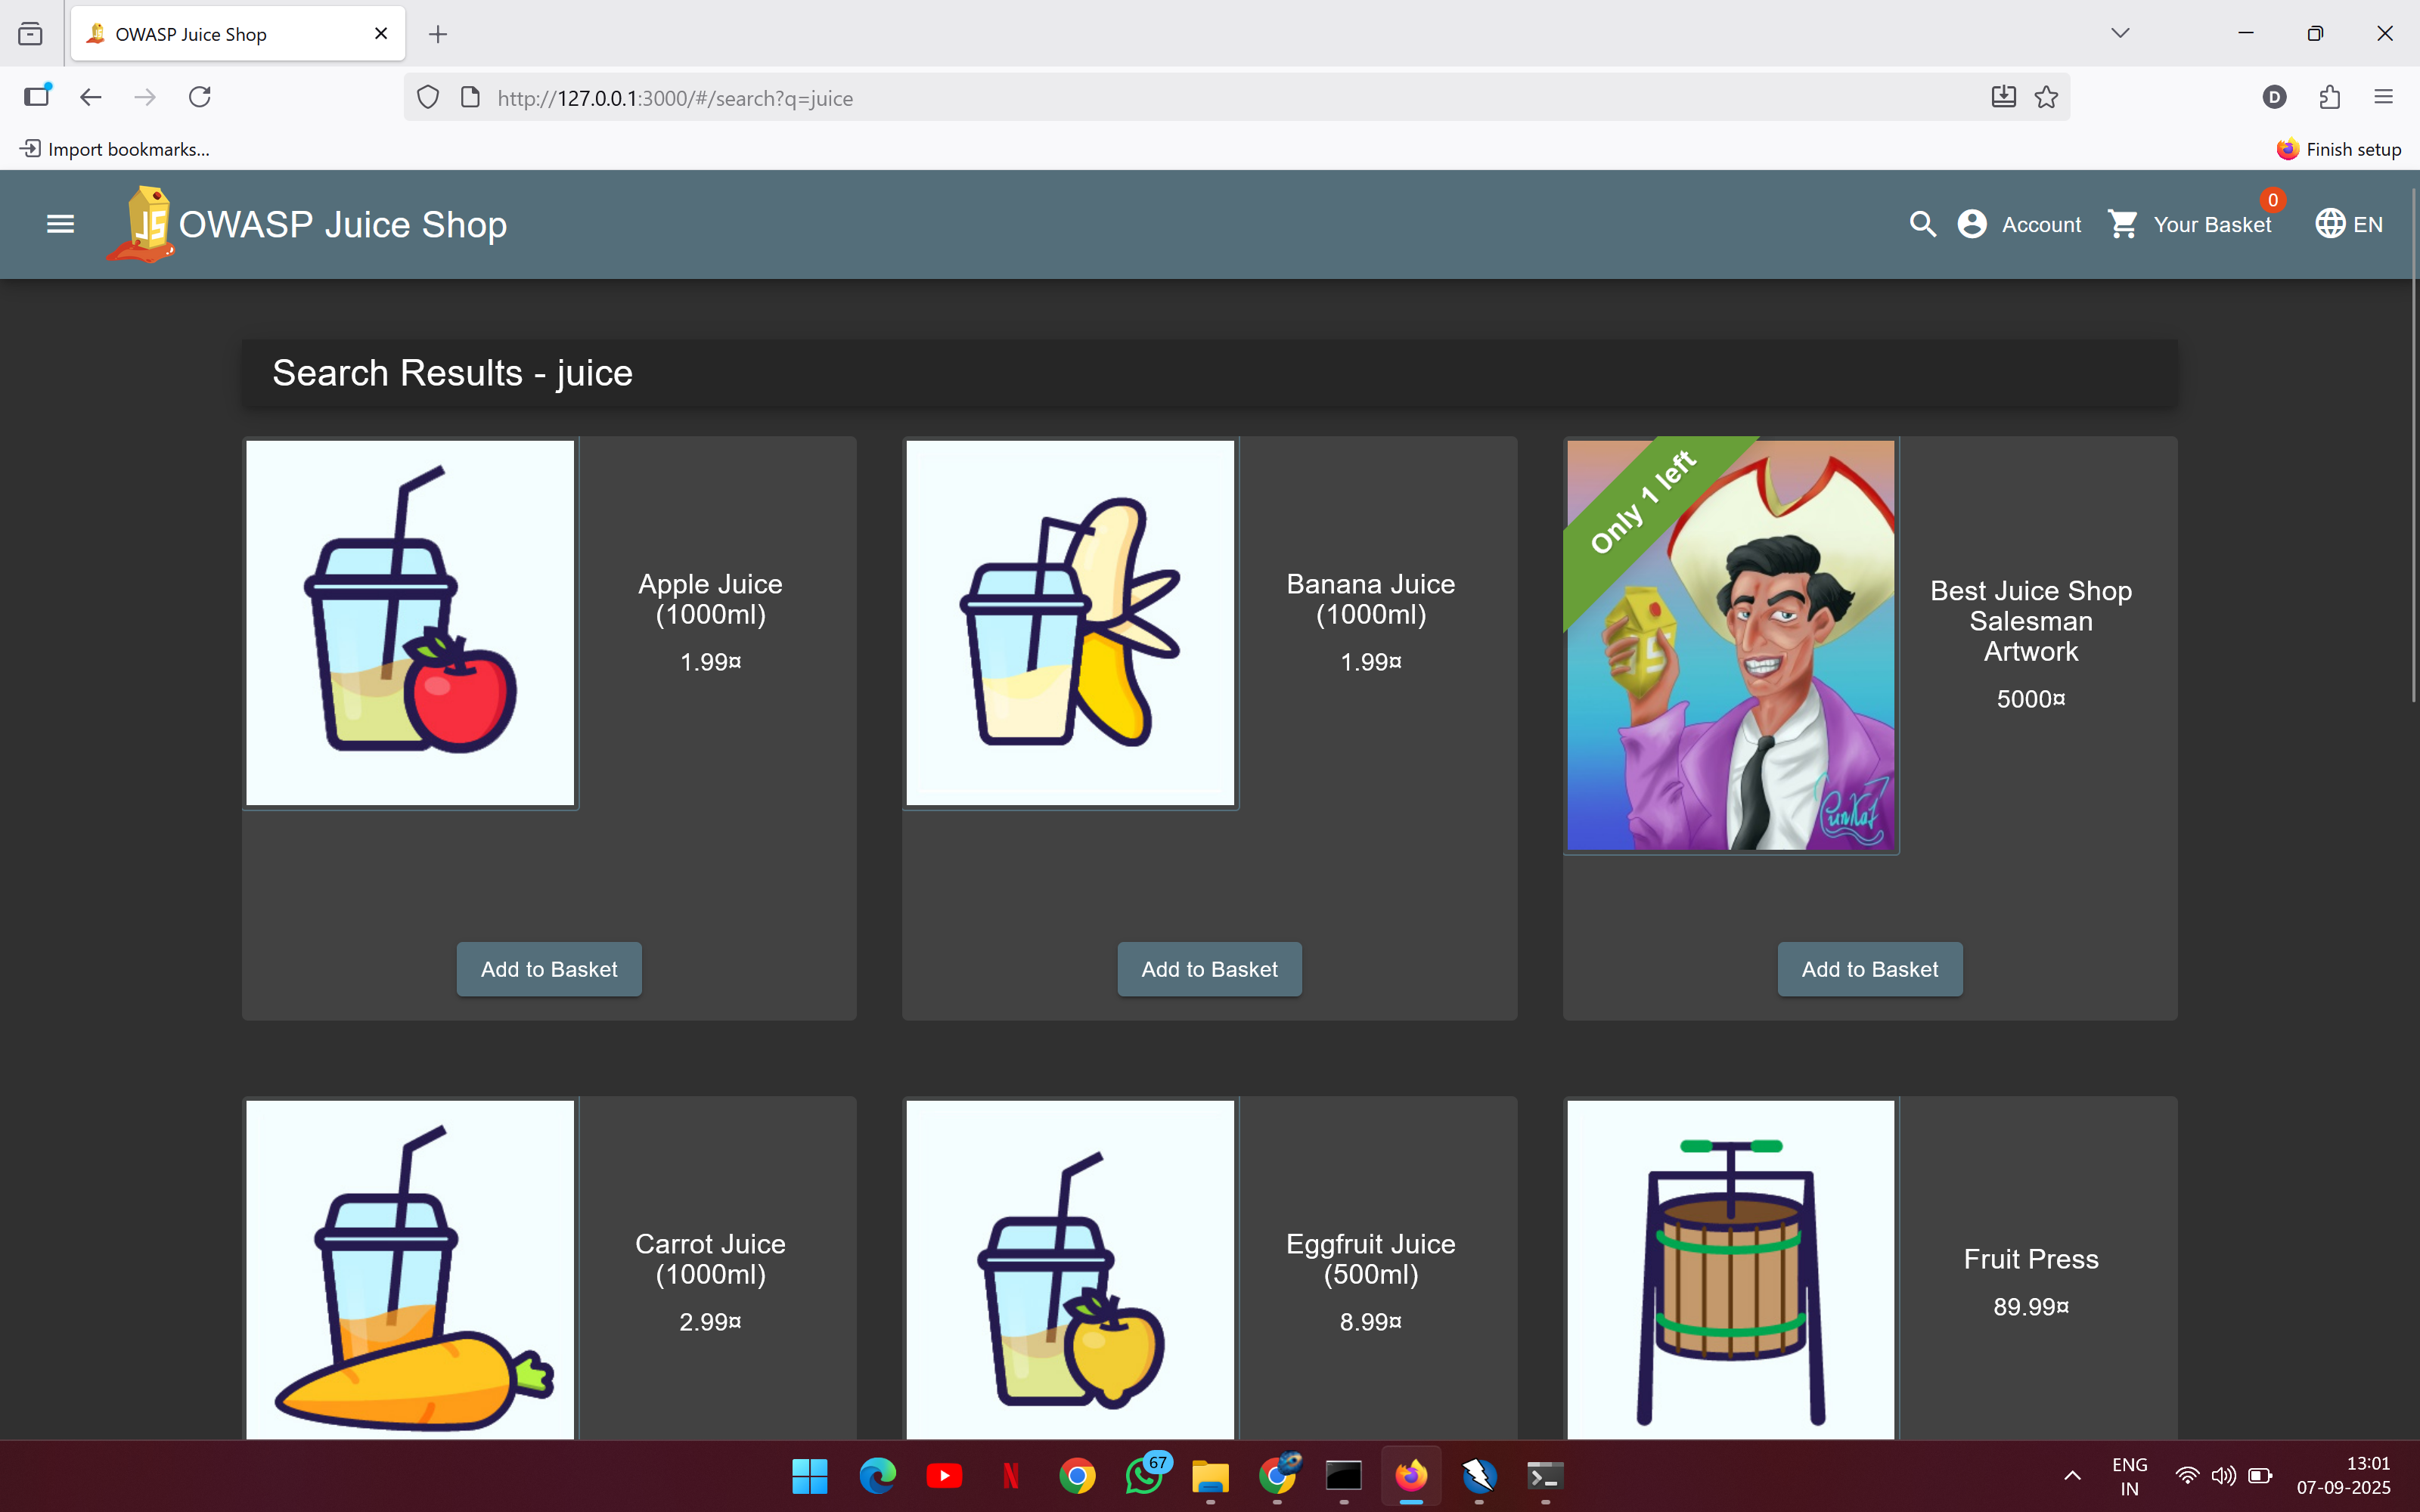 OWASP Juice Shop
http://127.0.0.1:3000/#/search?q=juice
D
Import bookmarks...
Finish setup
JS
OWASP Juice Shop
Account
Your Basket
0
EN
Search Results - juice
Apple Juice
(1000ml)
1.99¤
Add to Basket
Banana Juice
(1000ml)
1.99¤
Add to Basket
Only 1 left
Best Juice Shop
Salesman
Artwork
5000¤
Add to Basket
Carrot Juice
(1000ml)
2.99¤
Eggfruit Juice
(500ml)
8.99¤
Fruit Press
89.99¤
N
67
ENG
IN
13:01
07-09-2025